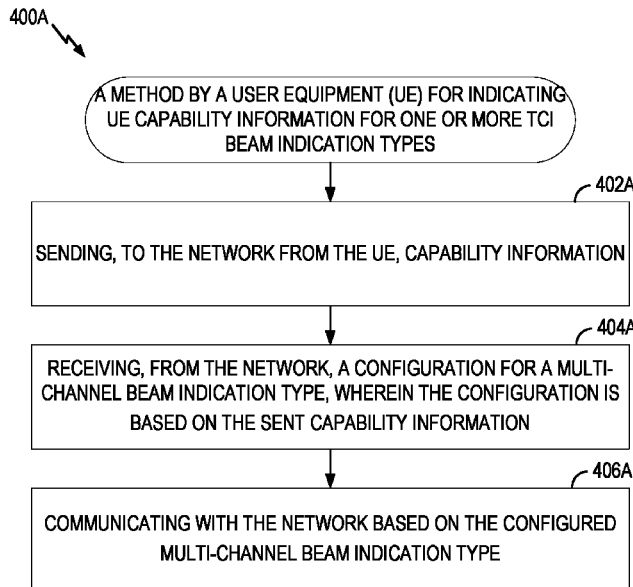 400A
A METHOD BY A USER EQUIPMENT (UE) FOR INDICATING
UE CAPABILITY INFORMATION FOR ONE OR MORE TCI
BEAM INDICATION TYPES
402A
SENDING, TO THE NETWORK FROM THE UE, CAPABILITY INFORMATION
404A
RECEIVING, FROM THE NETWORK, A CONFIGURATION FOR A MULTI-
CHANNEL BEAM INDICATION TYPE, WHEREIN THE CONFIGURATION IS
BASED ON THE SENT CAPABILITY INFORMATION
406A
COMMUNICATING WITH THE NETWORK BASED ON THE CONFIGURED
MULTI-CHANNEL BEAM INDICATION TYPE